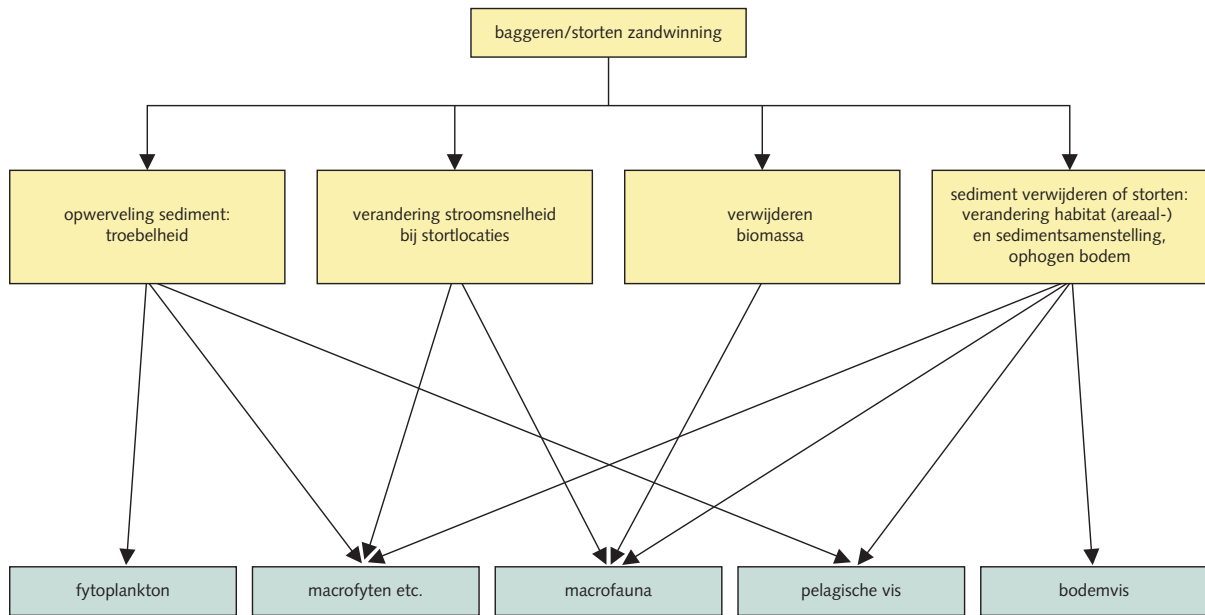 baggeren/storten zandwinning
opwerveling sediment:
troebelheid
verandering stroomsnelheid
bij stortlocaties
verwijderen
biomassa
sediment verwijderen of storten:
verandering habitat (areaal-)
en sedimentsamenstelling,
ophogen bodem
fytoplankton
macrofyten etc.
macrofauna
pelagische vis
bodemvis